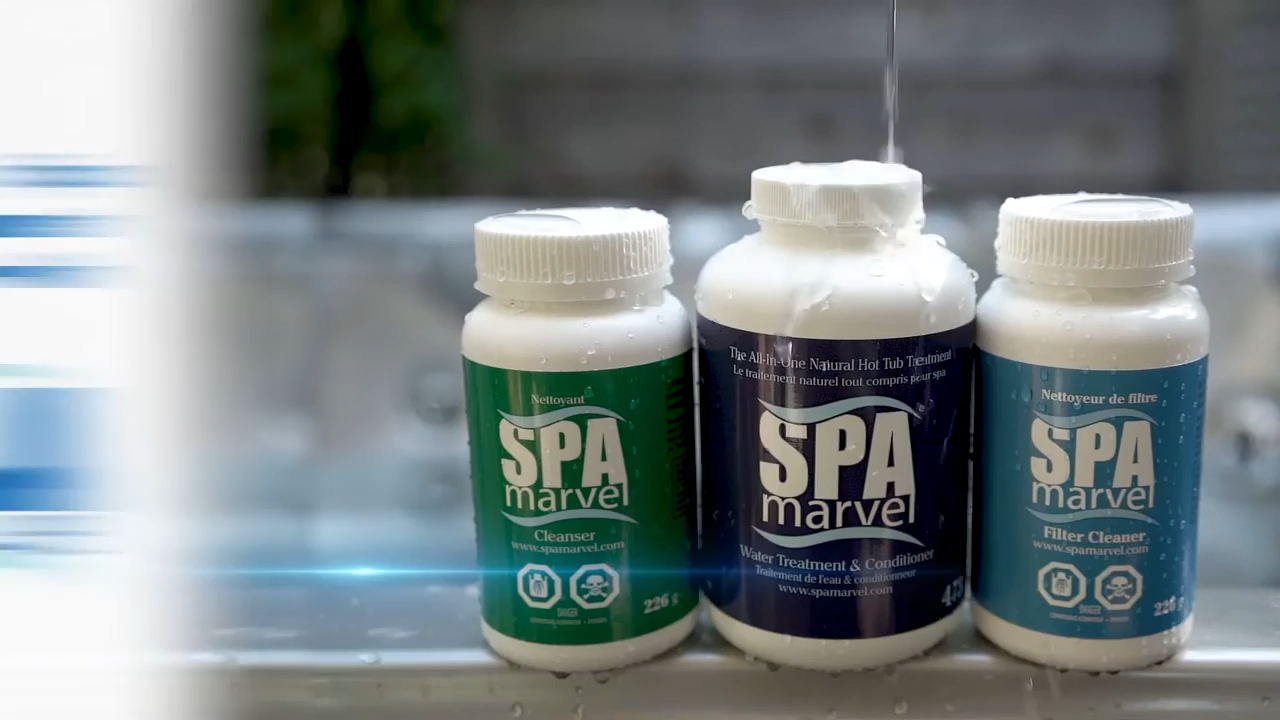 Nettoyant
SPA
marvel
Cleanser
www.spamarvel.com
DANGER
226 g
The All-In-One Natural Hot Tub Treatment
Le traitement naturel tout compris pour spa
SPA
marvel
Water Treatment & Conditioner
Traitement de l'eau & conditionneur
www.spamarvel.com
Nettoyeur de filtre
SPA
marvel
Filter Cleaner
www.spamarvel.com
DANGER
226 g